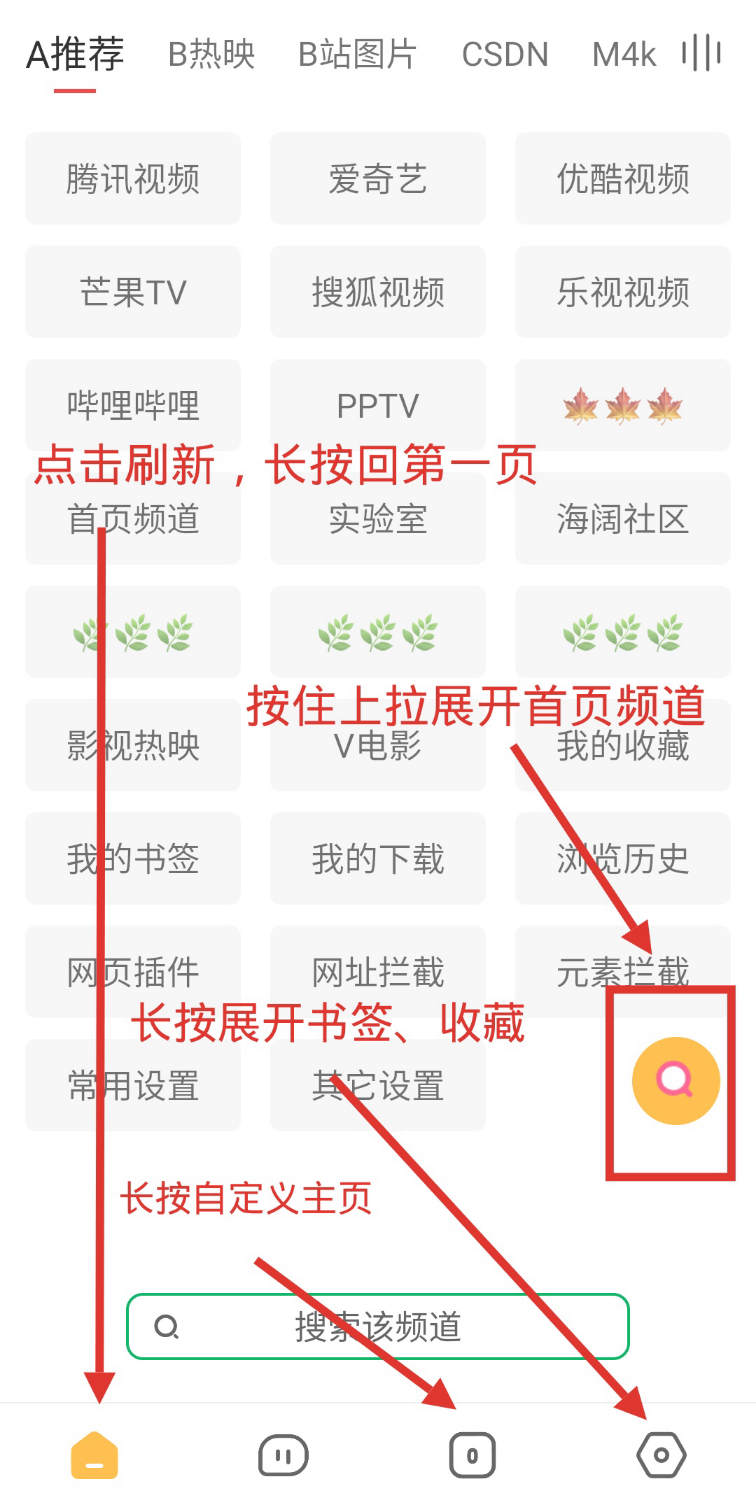 A推荐 B热映 B站图片 CSDN M4k
腾讯视频 爱奇艺 优酷视频
芒果TV 搜狐视频 乐视视频
哔哩哔哩 PPTV 🍁🍁🍁
点击刷新，长按回第一页
首页频道 实验室 海阔社区
🌿🌿🌿 🌿🌿🌿 🌿🌿🌿
按住上拉展开首页频道
影视热映 V电影 我的收藏
我的书签 我的下载 浏览历史
网页插件 网址拦截 元素拦截
长按展开书签、收藏
常用设置 其它设置
长按自定义主页
搜索该频道
0